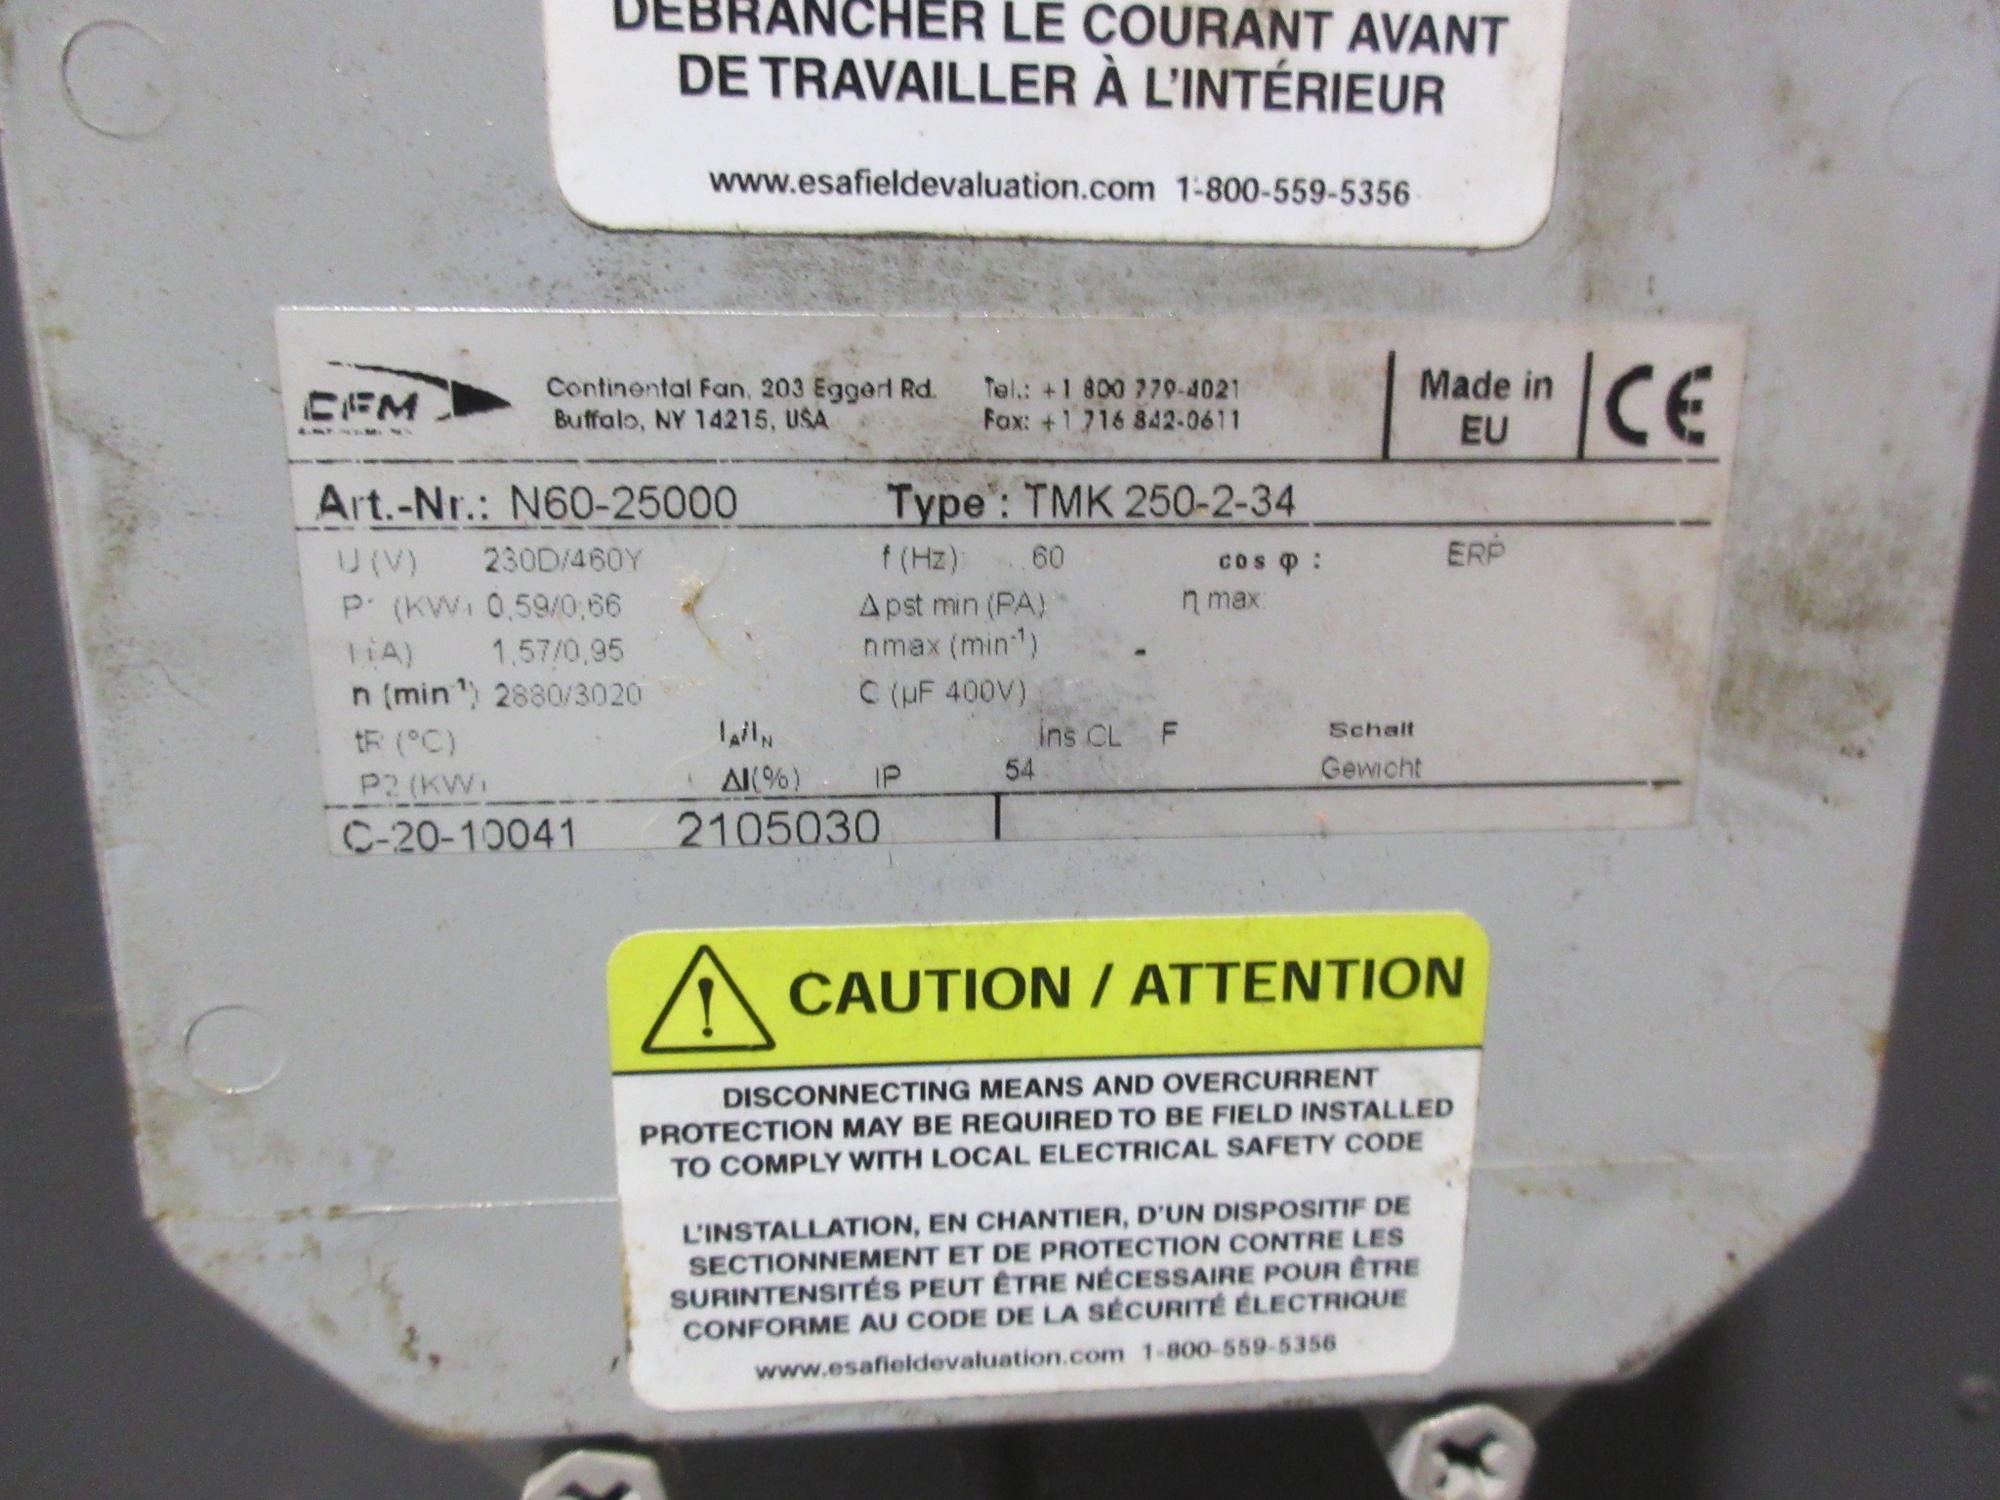 DÉBRANCHER LE COURANT AVANT
DE TRAVAILLER À L'INTÉRIEUR
www.esafieldevaluation.com 1-800-559-5356
CFM
Continental Fan, 203 Eggert Rd. Tel.: +1 800 779-4021
Buffalo, NY 14215, USA Fax: +1 716 842-0611
Made in
EU
CE
Art.-Nr.: N60-25000 Type : TMK 250-2-34
U (V) 230D/460Y f (Hz) 60 cos φ : ERP
P1 (KW) 0,59/0,66 Δpst min (PA) η max
I (A) 1,57/0,95 nmax (min-1) -
n (min-1) 2880/3020 C (µF 400V)
tR (°C) IA/IN Ins CL F Schalt
P2 (KW) ΔI(%) IP 54 Gewicht
C-20-10041 2105030
CAUTION / ATTENTION
DISCONNECTING MEANS AND OVERCURRENT
PROTECTION MAY BE REQUIRED TO BE FIELD INSTALLED
TO COMPLY WITH LOCAL ELECTRICAL SAFETY CODE
L'INSTALLATION, EN CHANTIER, D'UN DISPOSITIF DE
SECTIONNEMENT ET DE PROTECTION CONTRE LES
SURINTENSITÉS PEUT ÊTRE NÉCESSAIRE POUR ÊTRE
CONFORME AU CODE DE LA SÉCURITÉ ÉLECTRIQUE
www.esafieldevaluation.com 1-800-559-5356